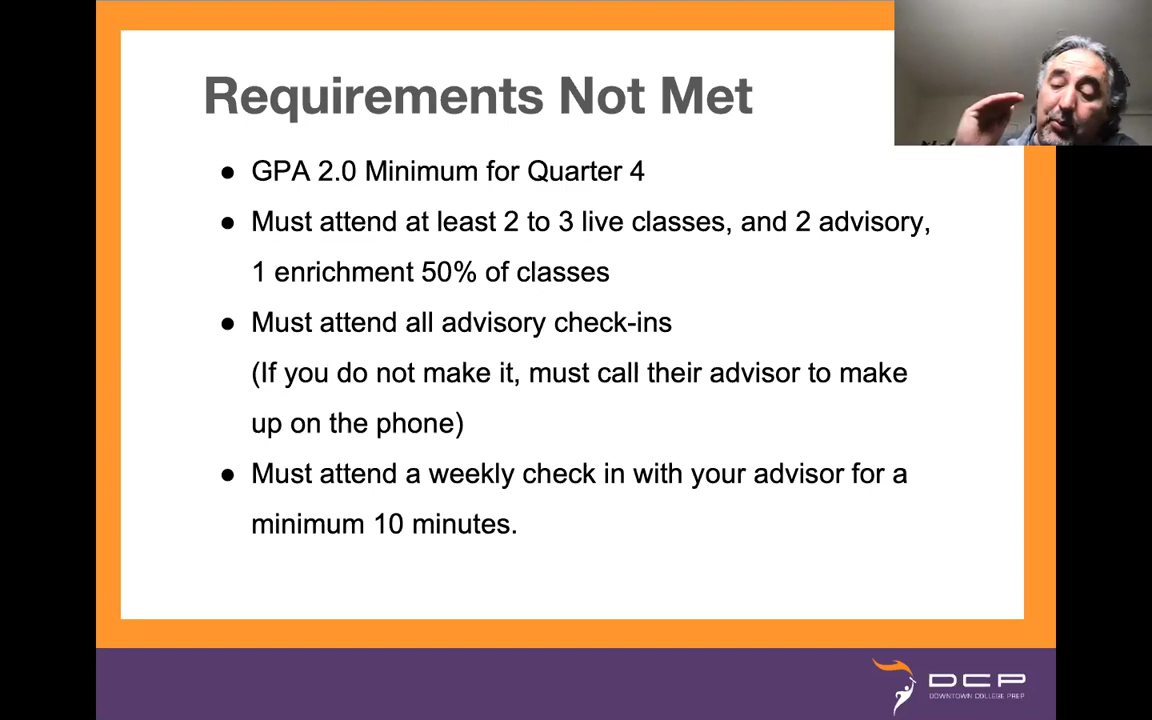 Requirements Not Met
● GPA 2.0 Minimum for Quarter 4
● Must attend at least 2 to 3 live classes, and 2 advisory,
1 enrichment 50% of classes
● Must attend all advisory check-ins
(If you do not make it, must call their advisor to make
up on the phone)
● Must attend a weekly check in with your advisor for a
minimum 10 minutes.
DCP
DOWNTOWN COLLEGE PREP